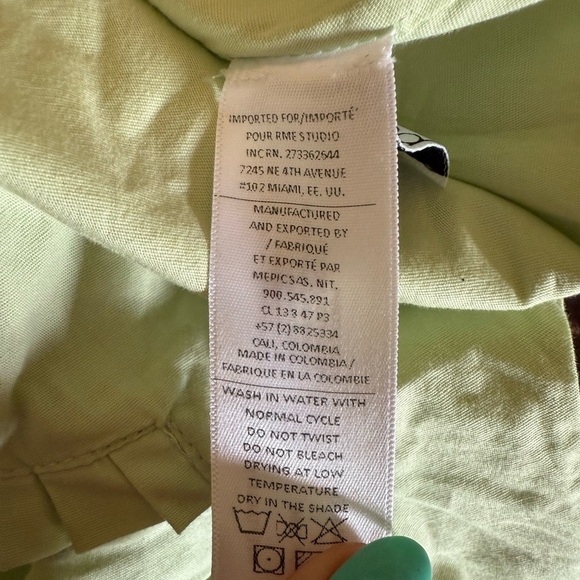 IMPORTED FOR/IMPORTÉ
POUR RME STUDIO
INC RN. 273362644
7245 NE 4TH AVENUE
#102 MIAMI, EE. UU.
MANUFACTURED
AND EXPORTED BY
/ FABRIQUÉ
ET EXPORTÉ PAR
MEPIC SAS, NIT.
900.545.891
CL 13 8 47 P3
+57 (2) 8825334
CALI, COLOMBIA
MADE IN COLOMBIA /
FABRIQUE EN LA COLOMBIE
WASH IN WATER WITH
NORMAL CYCLE
DO NOT TWIST
DO NOT BLEACH
DRYING AT LOW
TEMPERATURE
DRY IN THE SHADE